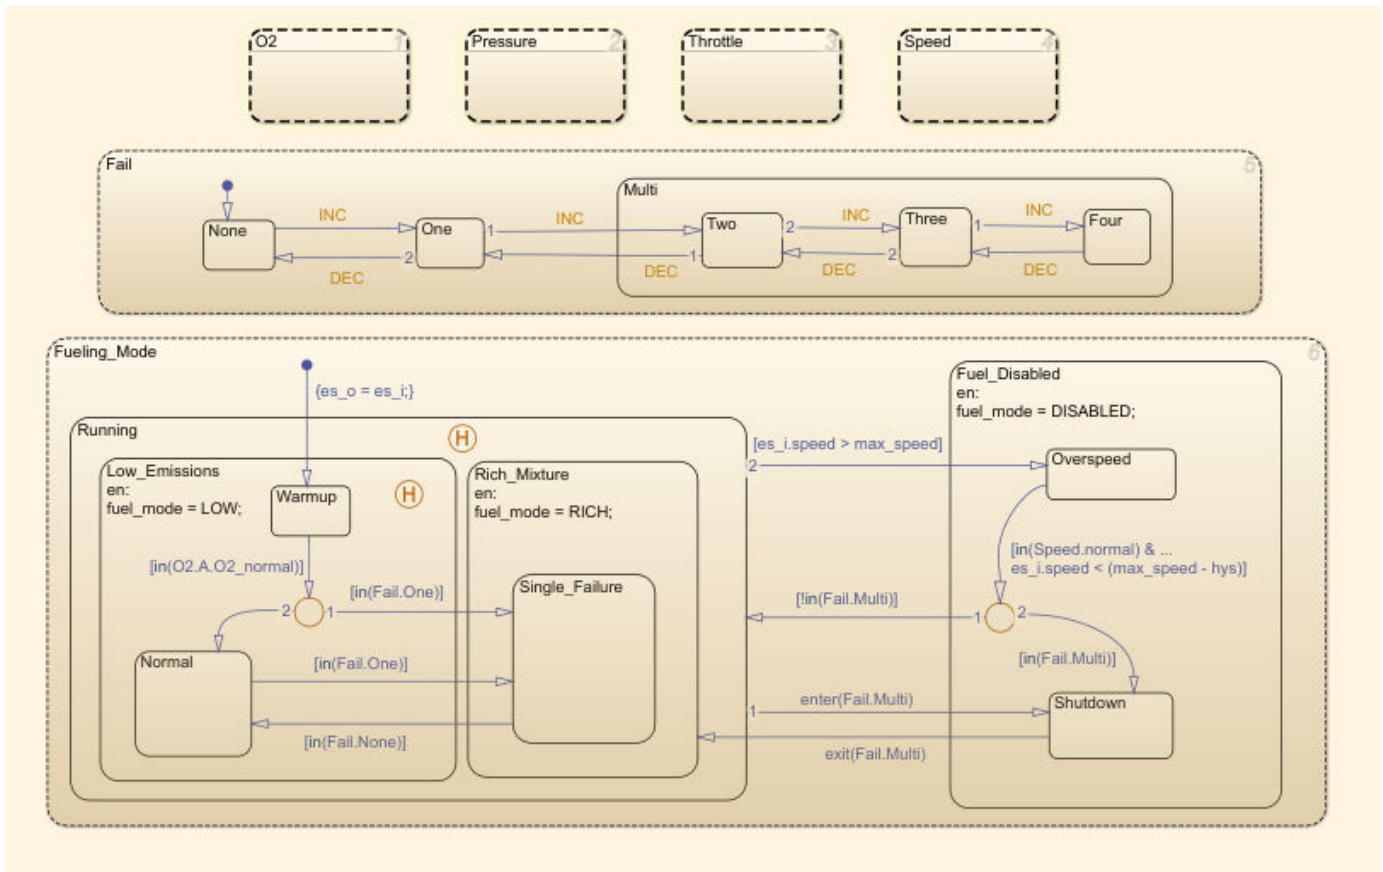 O2 1
Pressure 2
Throttle 3
Speed 4
Fail 5
Multi
INC
INC
INC
INC
None
One
Two
Three
Four
1
2
1
2
1
2
DEC
DEC
DEC
DEC
Fueling_Mode 6
{es_o = es_i;}
Running
H
Low_Emissions
en:
fuel_mode = LOW;
Warmup
H
Rich_Mixture
en:
fuel_mode = RICH;
[in(O2.A.O2_normal)]
2
1
[in(Fail.One)]
Single_Failure
Normal
[in(Fail.One)]
[in(Fail.None)]
[es_i.speed > max_speed]
2
Fuel_Disabled
en:
fuel_mode = DISABLED;
Overspeed
[in(Speed.normal) & ...
es_i.speed < (max_speed - hys)]
[!in(Fail.Multi)]
1
2
[in(Fail.Multi)]
1
enter(Fail.Multi)
Shutdown
exit(Fail.Multi)